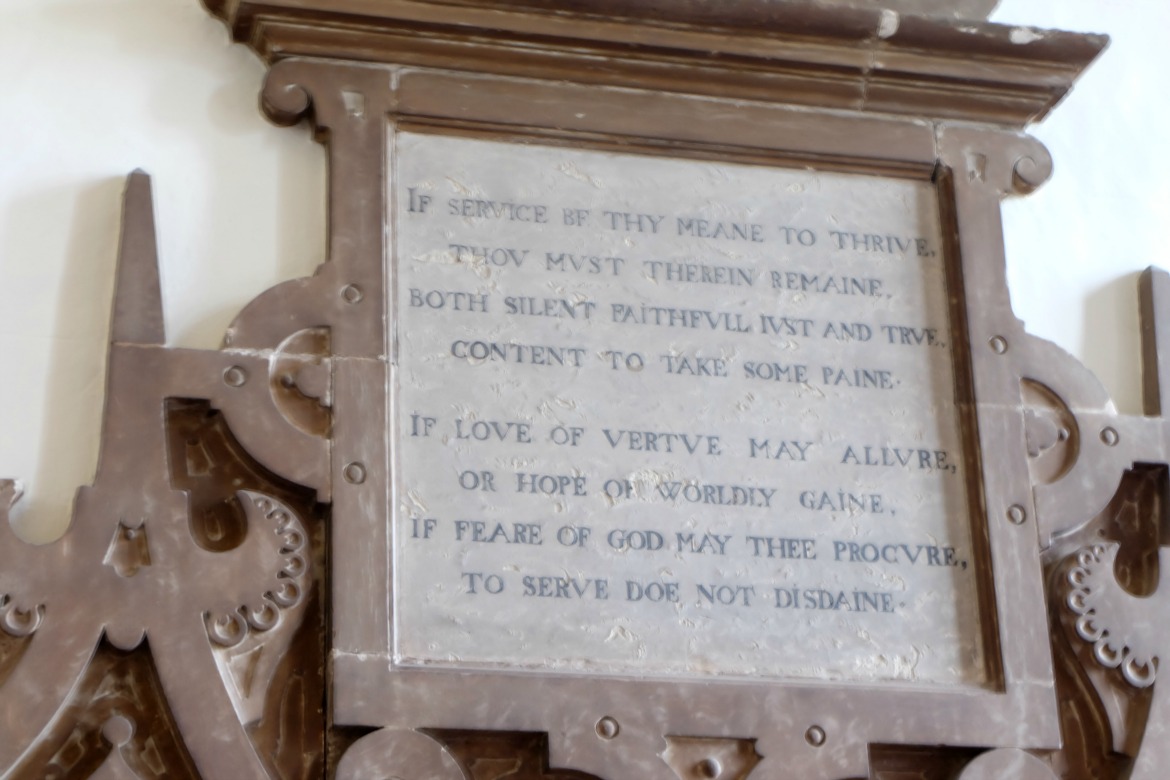 IF SERVICE BE THY MEANE TO THRIVE,
THOV MVST THEREIN REMAINE,
BOTH SILENT FAITHFVLL IVST AND TRVE,
CONTENT TO TAKE SOME PAINE.
IF LOVE OF VERTVE MAY ALLVRE,
OR HOPE OF WORLDLY GAINE,
IF FEARE OF GOD MAY THEE PROCVRE,
TO SERVE DOE NOT DISDAINE.